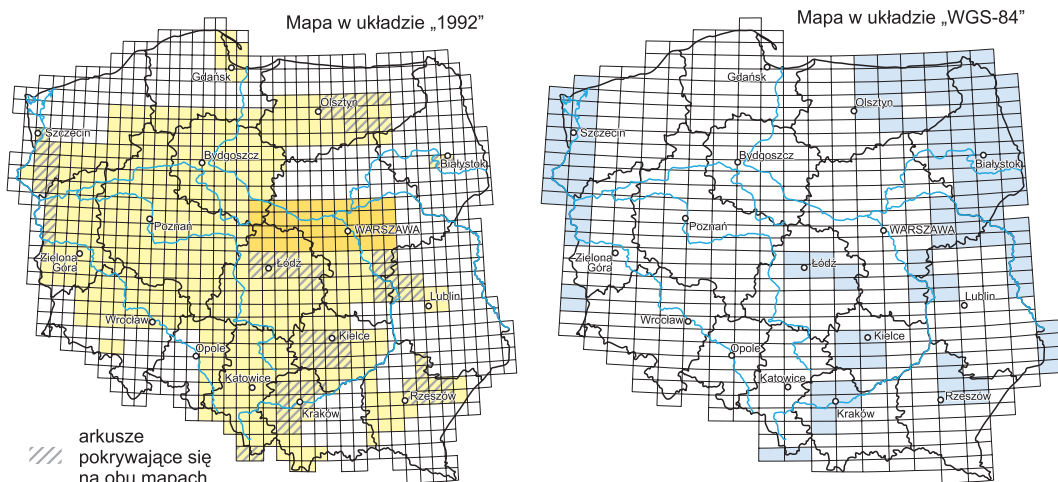 Mapa w układzie „1992”
Gdańsk
Olsztyn
Szczecin
Bydgoszcz
Białystok
Poznań
WARSZAWA
Zielona
Góra
Łódź
Lublin
Wrocław
Kielce
Opole
Katowice
Kraków
Rzeszów
arkusze
pokrywające się
na obu mapach
Mapa w układzie „WGS-84”
Gdańsk
Olsztyn
Szczecin
Bydgoszcz
Białystok
Poznań
WARSZAWA
Zielona
Góra
Łódź
Lublin
Wrocław
Kielce
Opole
Katowice
Kraków
Rzeszów